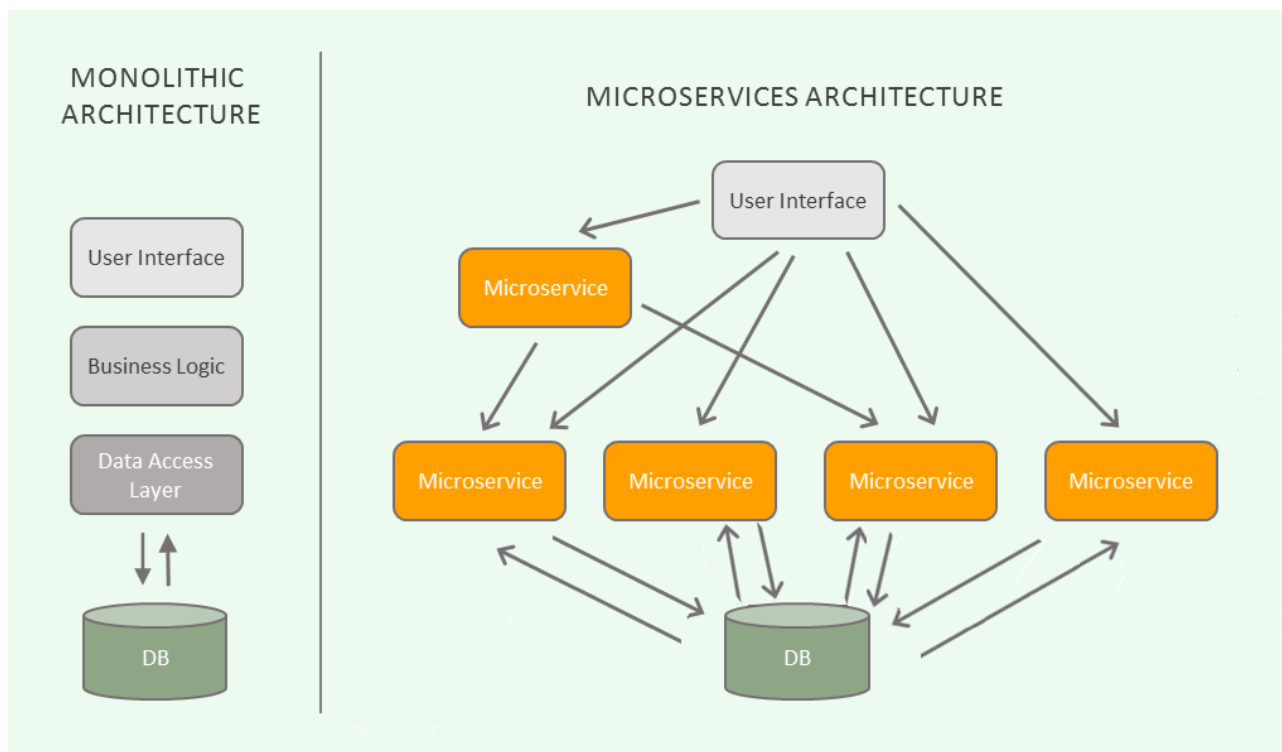 MONOLITHIC
ARCHITECTURE
User Interface
Business Logic
Data Access
Layer
DB
MICROSERVICES ARCHITECTURE
User Interface
Microservice
Microservice
Microservice
Microservice
Microservice
DB